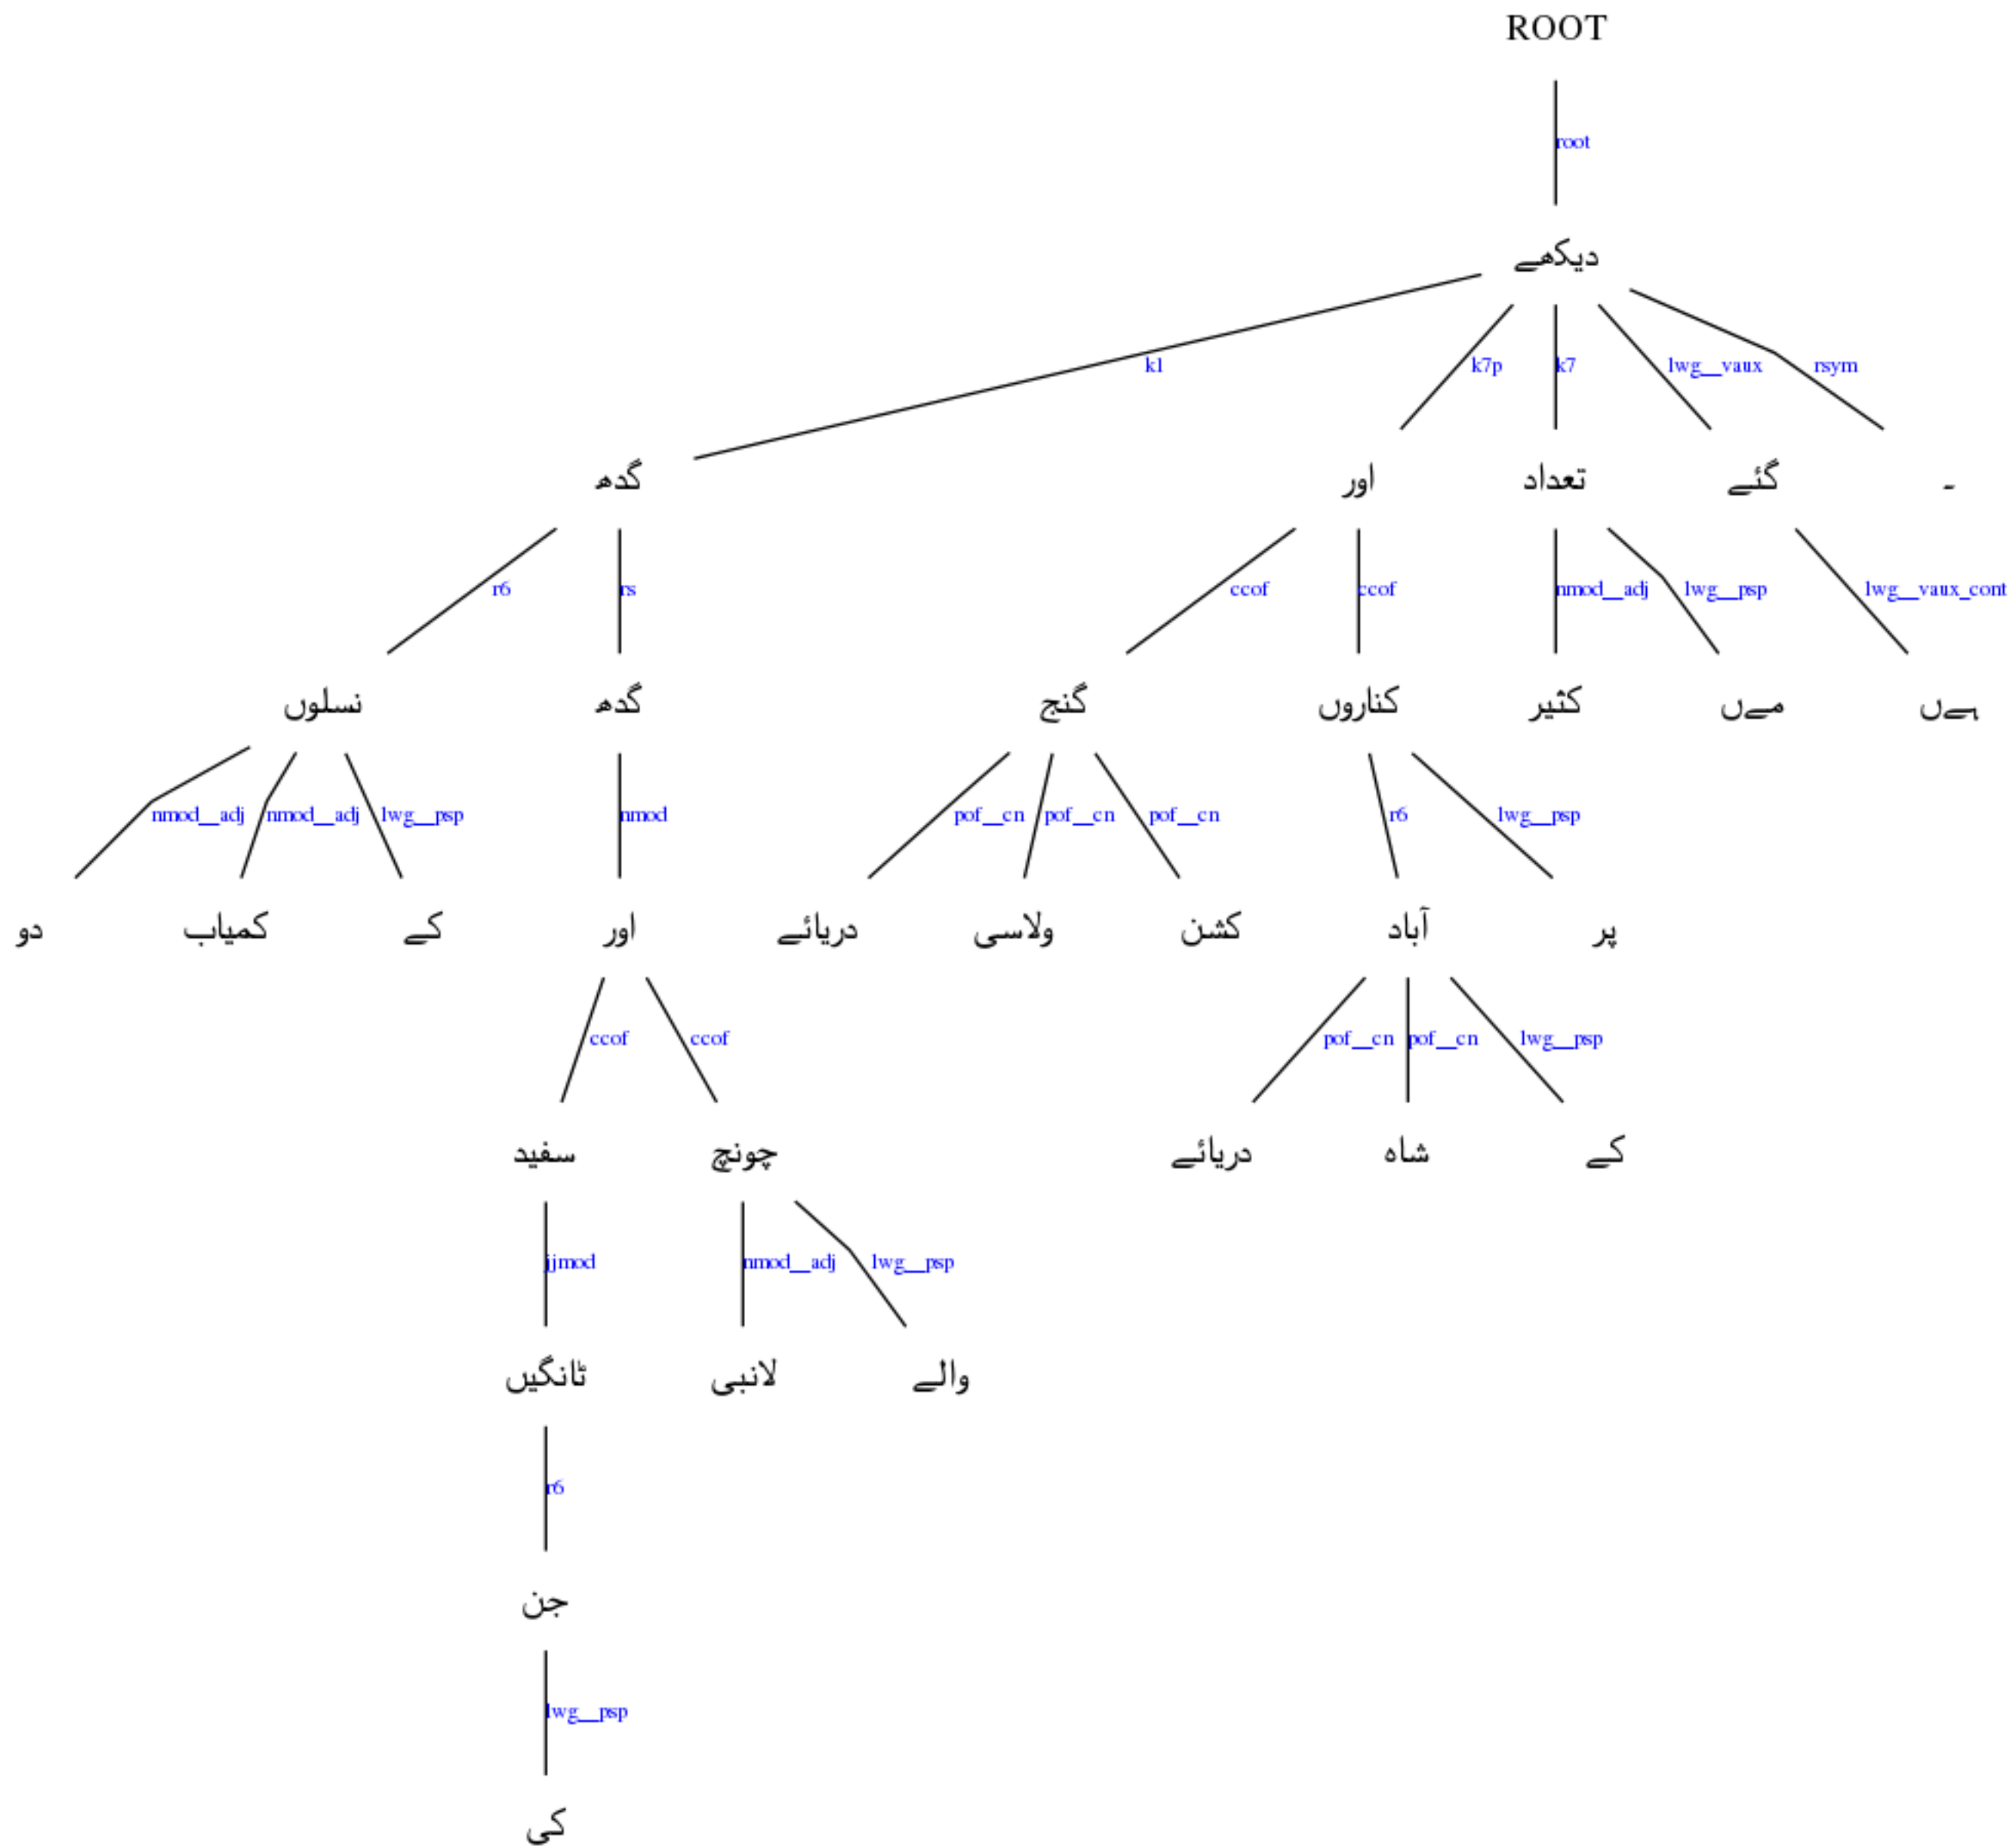 ROOT
root
دیکھے
k1 k7p k7 lwg__vaux rsym
گدھ اور تعداد گئے ۔
r6 rs ccof ccof nmod__adj lwg__psp lwg__vaux_cont
نسلوں گدھ گنج کناروں کثیر مےں ہےں
nmod__adj nmod__adj lwg__psp nmod pof__cn pof__cn pof__cn r6 lwg__psp
دو کمیاب کے اور دریائے ولاسی کشن آباد پر
ccof ccof pof__cn pof__cn lwg__psp
سفید چونچ دریائے شاہ کے
jjmod nmod__adj lwg__psp
ٹانگیں لانبی والے
r6
جن
lwg__psp
کی